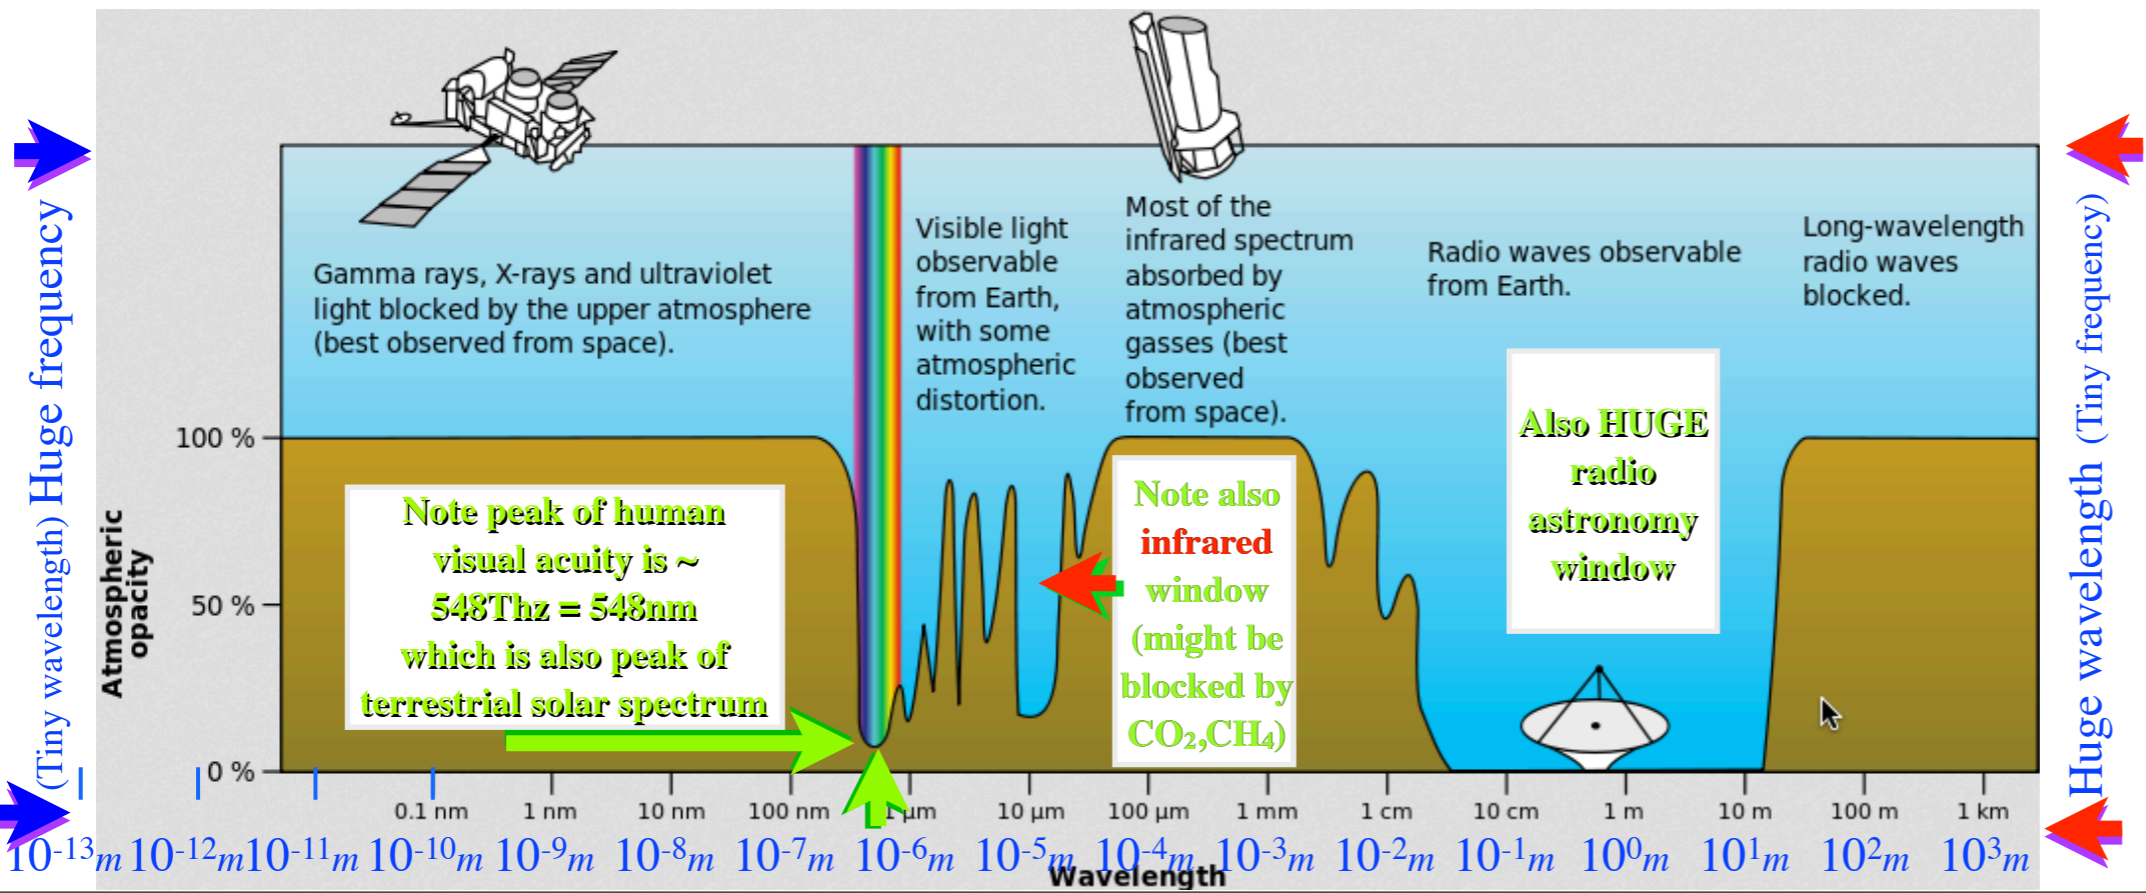 Gamma rays, X-rays and ultraviolet
light blocked by the upper atmosphere
(best observed from space).
Visible light
observable
from Earth,
with some
atmospheric
distortion.
Most of the
infrared spectrum
absorbed by
atmospheric
gasses (best
observed
from space).
Radio waves observable
from Earth.
Long-wavelength
radio waves
blocked.
(Tiny wavelength) Huge frequency
Huge wavelength (Tiny frequency)
Atmospheric
opacity
100 %
50 %
0 %
Note peak of human
visual acuity is ~
548Thz = 548nm
which is also peak of
terrestrial solar spectrum
Note also
infrared
window
(might be
blocked by
CO₂,CH₄)
Also HUGE
radio
astronomy
window
0.1 nm 1 nm 10 nm 100 nm 1 µm 10 µm 100 µm 1 mm 1 cm 10 cm 1 m 10 m 100 m 1 km
10⁻¹³m 10⁻¹²m 10⁻¹¹m 10⁻¹⁰m 10⁻⁹m 10⁻⁸m 10⁻⁷m 10⁻⁶m 10⁻⁵m 10⁻⁴m 10⁻³m 10⁻²m 10⁻¹m 10⁰m 10¹m 10²m 10³m
Wavelength